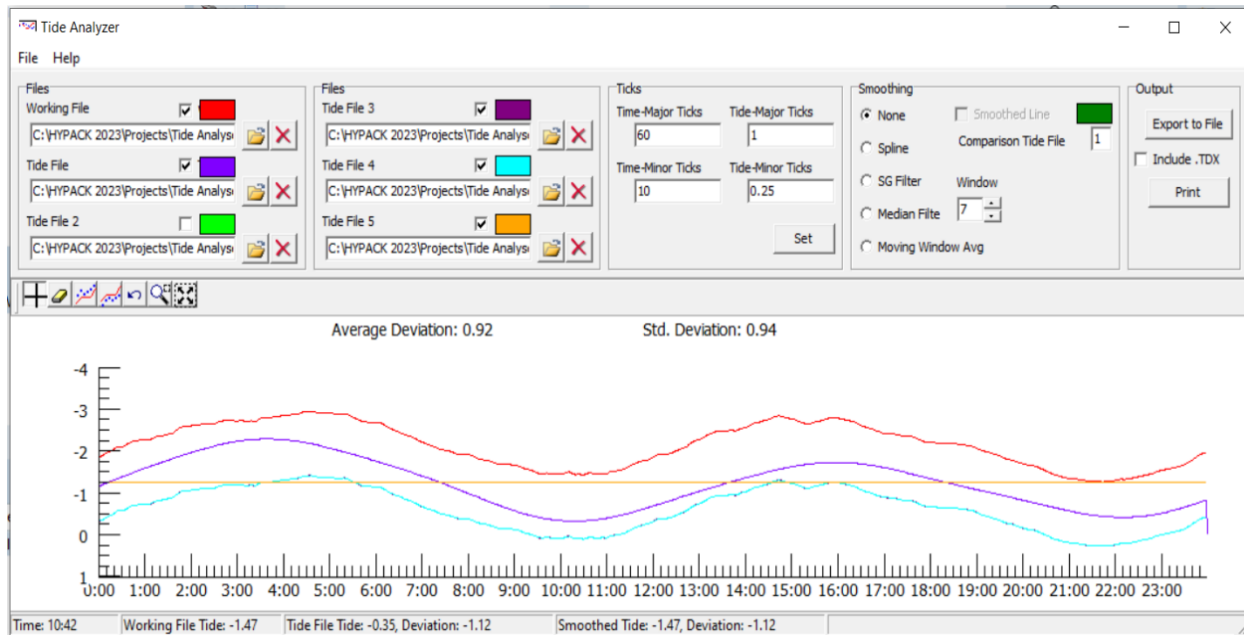 Tide Analyzer
File Help
Files
Working File
C:\HYPACK 2023\Projects\Tide Analys
Tide File
C:\HYPACK 2023\Projects\Tide Analys
Tide File 2
C:\HYPACK 2023\Projects\Tide Analys
Files
Tide File 3
C:\HYPACK 2023\Projects\Tide Analys
Tide File 4
C:\HYPACK 2023\Projects\Tide Analys
Tide File 5
C:\HYPACK 2023\Projects\Tide Analys
Ticks
Time-Major Ticks Tide-Major Ticks
60 1
Time-Minor Ticks Tide-Minor Ticks
10 0.25
Set
Smoothing
None Smoothed Line
Comparison Tide File 1
Spline
SG Filter Window
Median Filte 7
Moving Window Avg
Output
Export to File
Include .TDX
Print
Average Deviation: 0.92 Std. Deviation: 0.94
-4
-3
-2
-1
0
1
0:00 1:00 2:00 3:00 4:00 5:00 6:00 7:00 8:00 9:00 10:00 11:00 12:00 13:00 14:00 15:00 16:00 17:00 18:00 19:00 20:00 21:00 22:00 23:00
Time: 10:42 Working File Tide: -1.47 Tide File Tide: -0.35, Deviation: -1.12 Smoothed Tide: -1.47, Deviation: -1.12